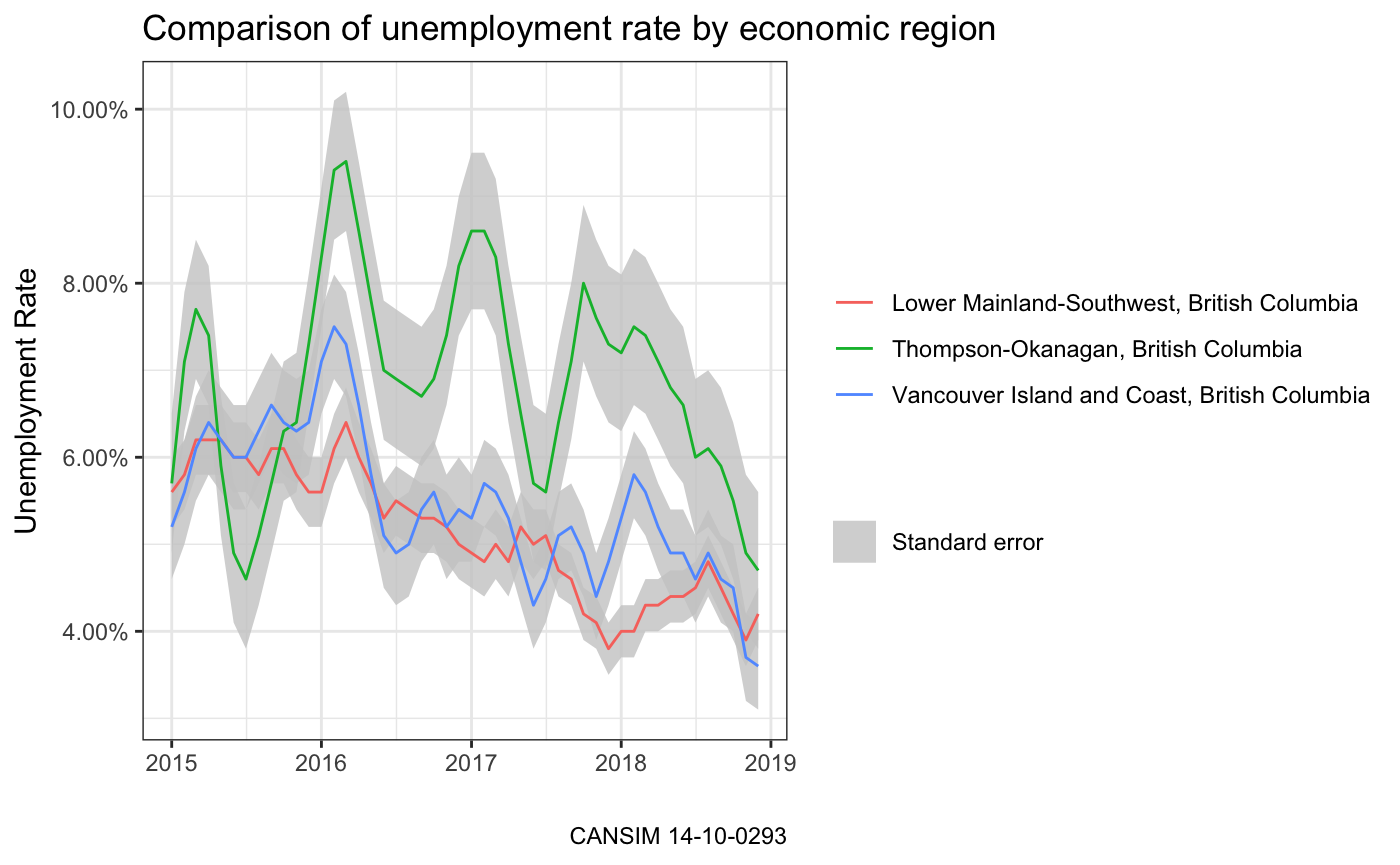 Comparison of unemployment rate by economic region
Unemployment Rate
10.00%
8.00%
6.00%
4.00%
2015 2016 2017 2018 2019
Lower Mainland-Southwest, British Columbia
Thompson-Okanagan, British Columbia
Vancouver Island and Coast, British Columbia
Standard error
CANSIM 14-10-0293